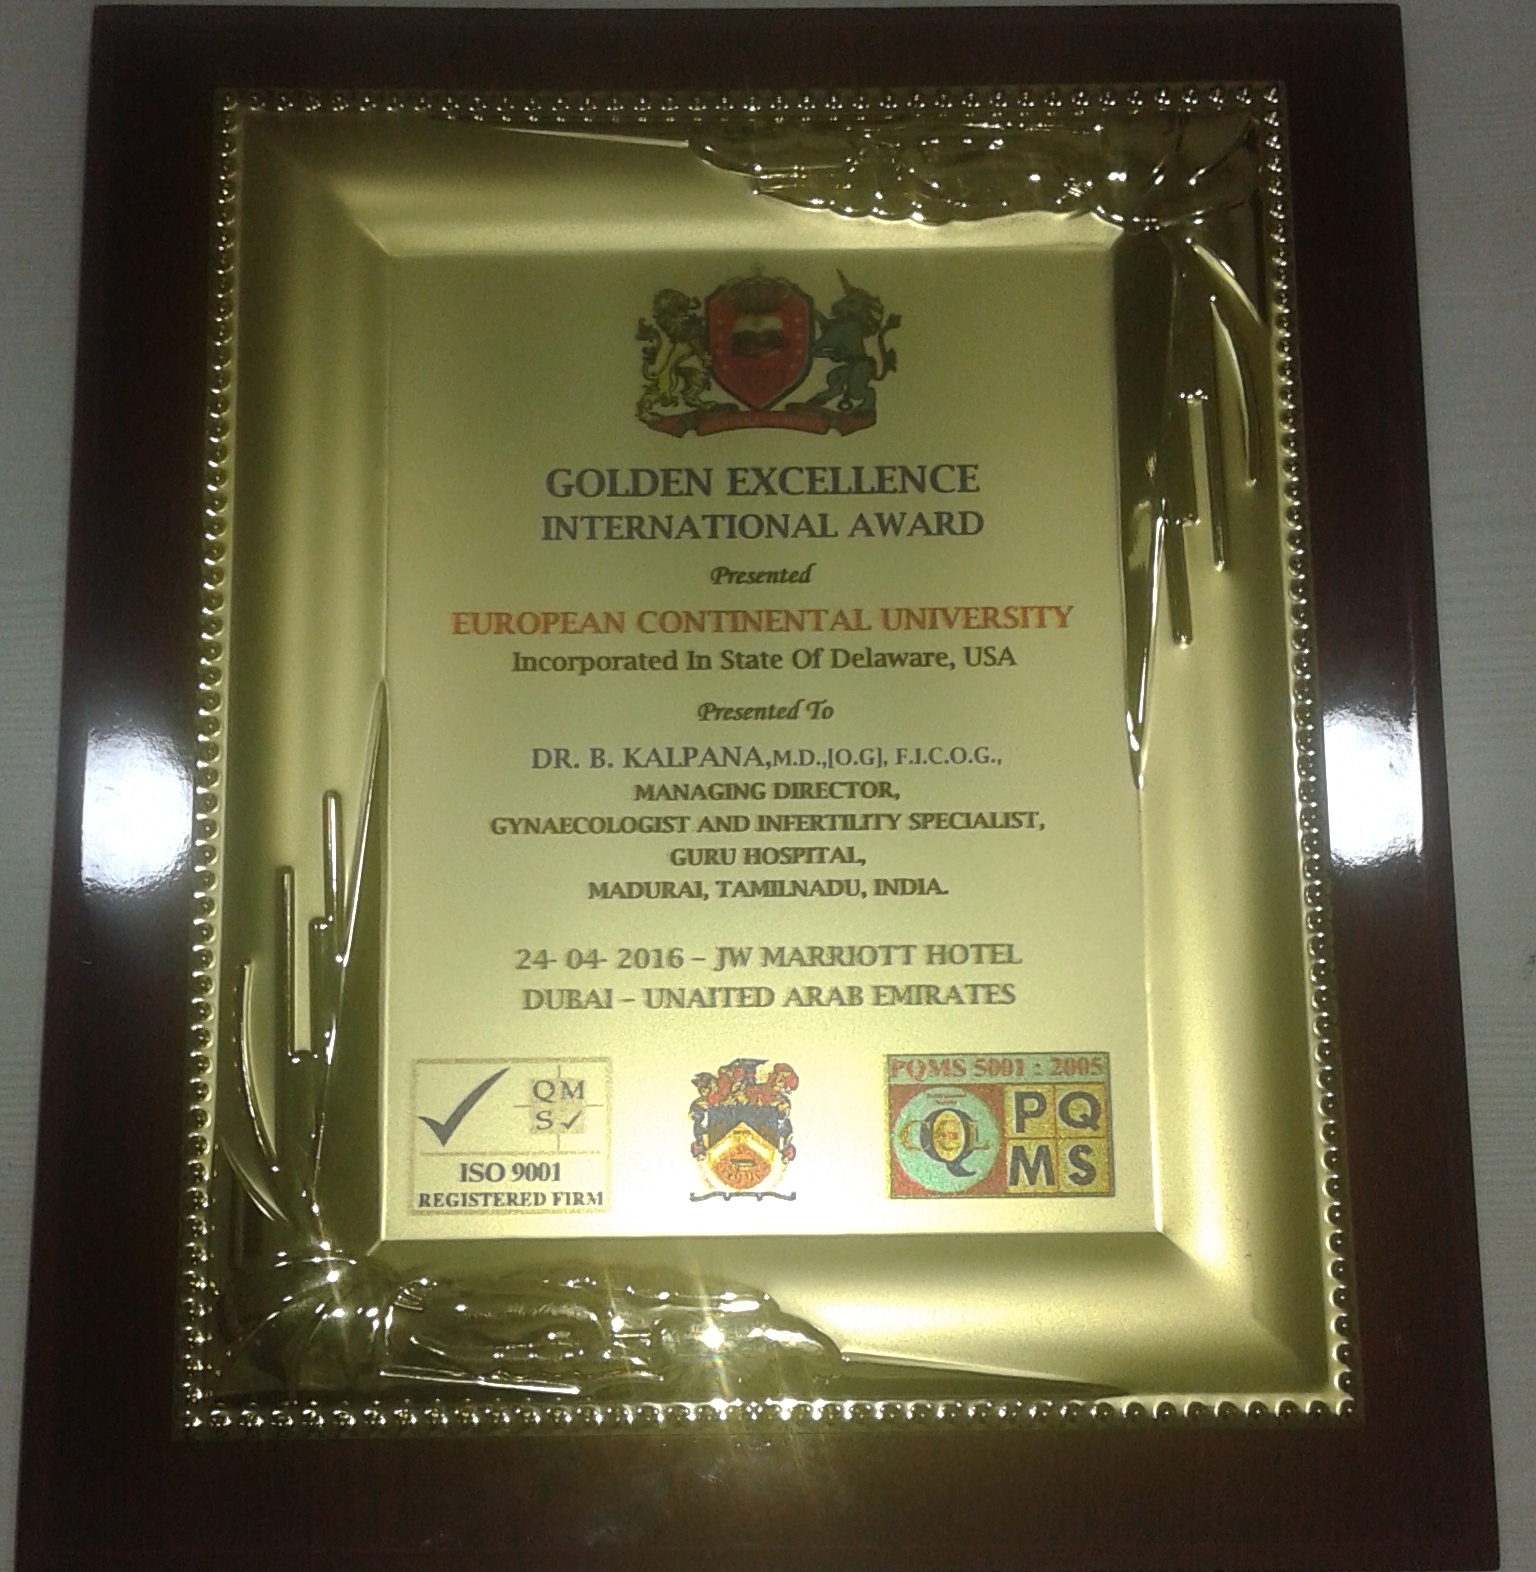 GOLDEN EXCELLENCE
INTERNATIONAL AWARD
Presented
EUROPEAN CONTINENTAL UNIVERSITY
Incorporated In State Of Delaware, USA
Presented To
DR. B. KALPANA,M.D.,[O.G], F.I.C.O.G.,
MANAGING DIRECTOR,
GYNAECOLOGIST AND INFERTILITY SPECIALIST,
GURU HOSPITAL,
MADURAI, TAMILNADU, INDIA.
24- 04- 2016 – JW MARRIOTT HOTEL
DUBAI – UNAITED ARAB EMIRATES
QM
S
ISO 9001
REGISTERED FIRM
PQMS 5001 : 2005
Q
PQ
MS